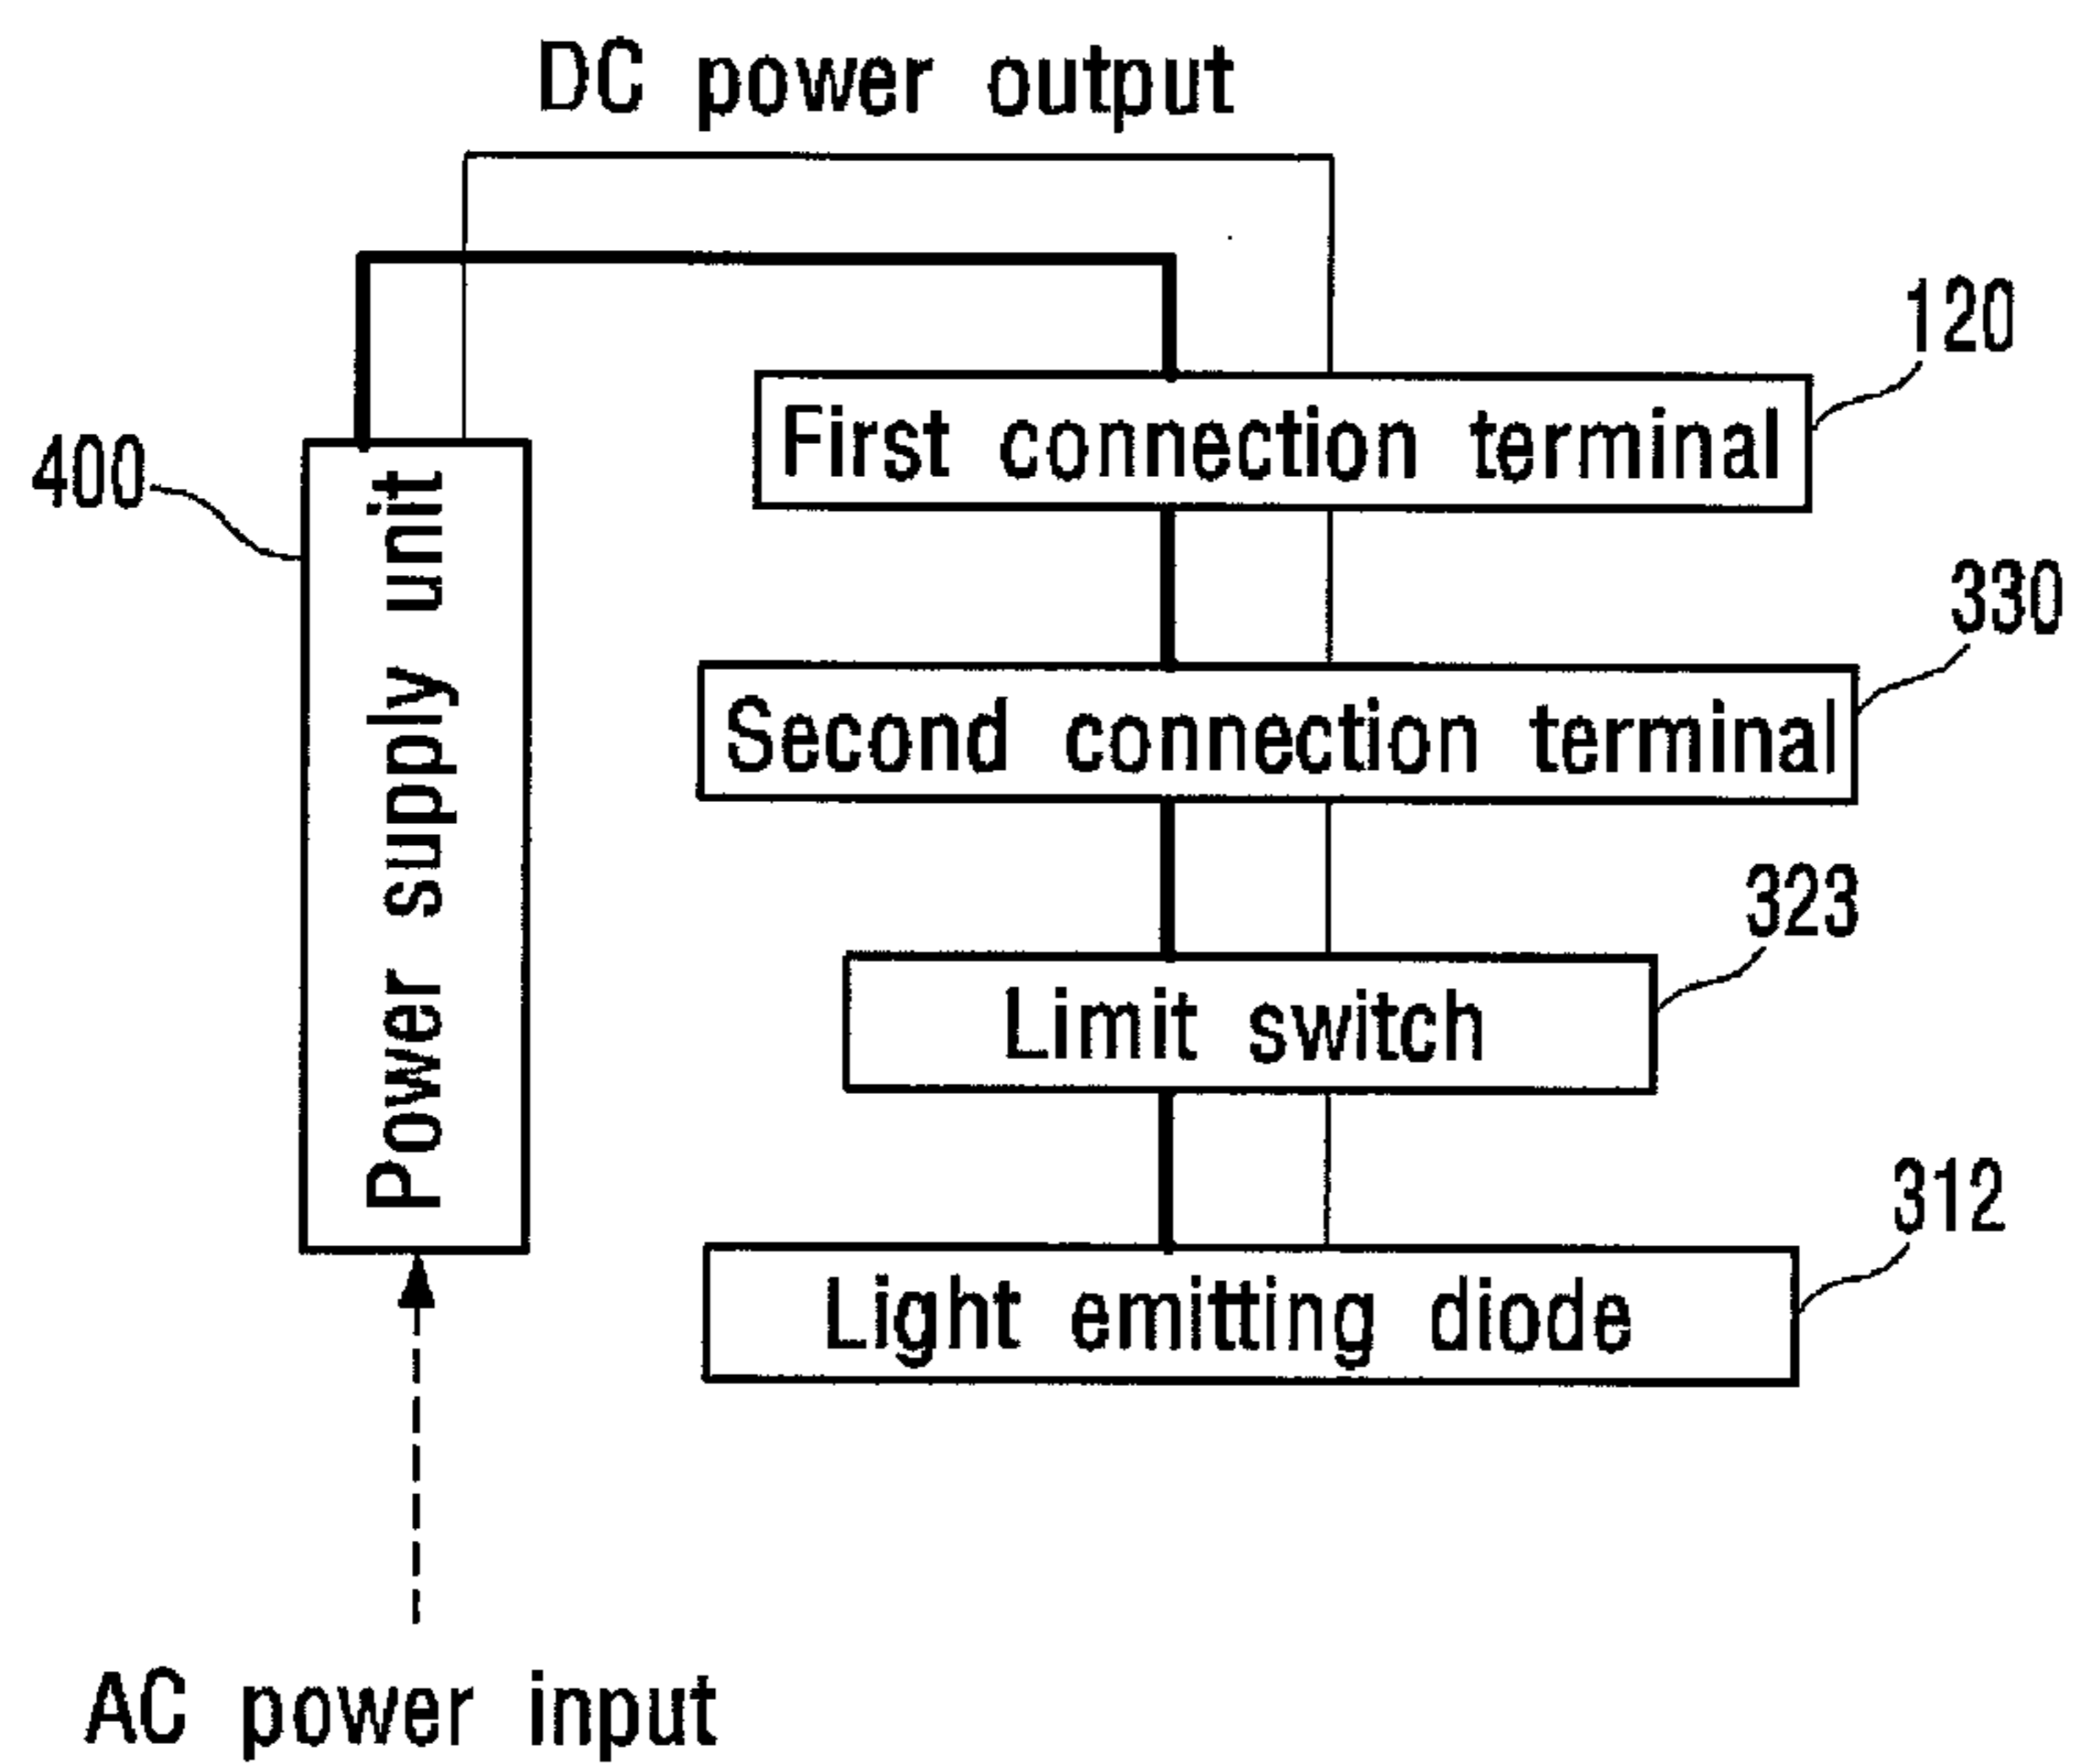 DC power output
120
First connection terminal
400
Power supply unit
330
Second connection terminal
323
Limit switch
312
Light emitting diode
AC power input